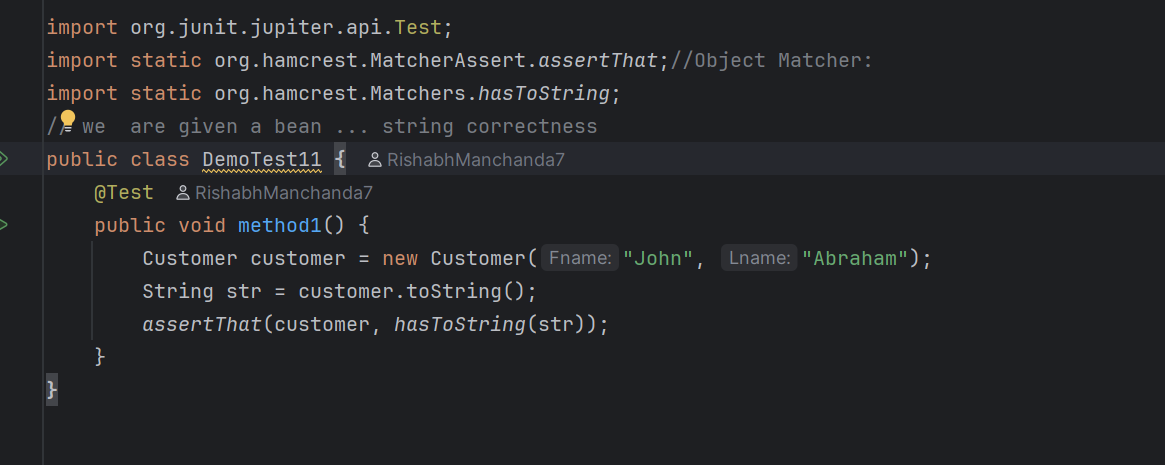 import org.junit.jupiter.api.Test;
import static org.hamcrest.MatcherAssert.assertThat;//Object Matcher:
import static org.hamcrest.Matchers.hasToString;
// we  are given a bean ... string correctness
public class DemoTest11 { RishabhManchanda7
@Test RishabhManchanda7
public void method1() {
Customer customer = new Customer( Fname: "John", Lname: "Abraham");
String str = customer.toString();
assertThat(customer, hasToString(str));
}
}